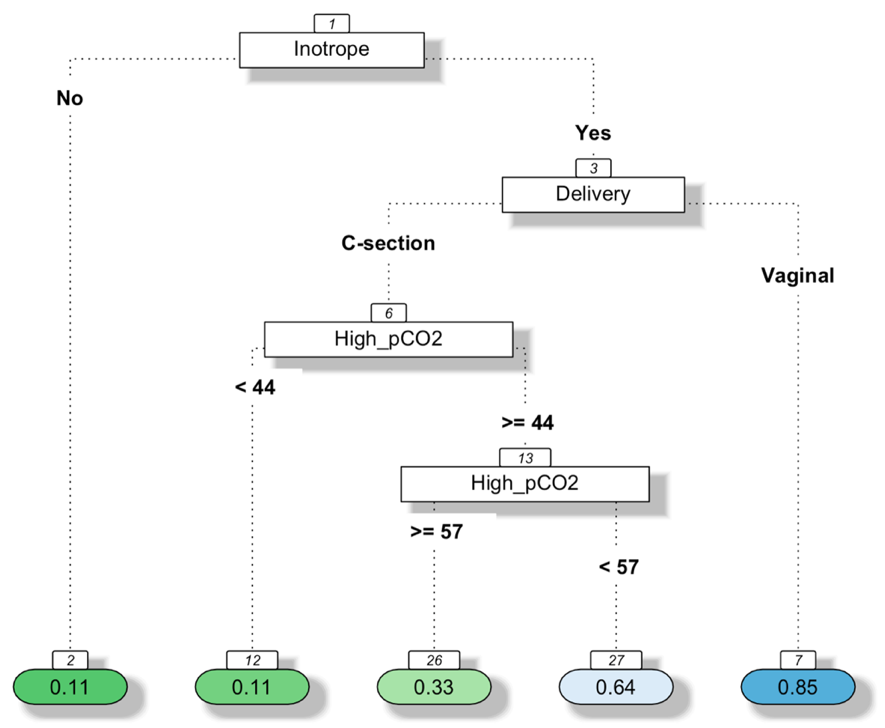 1
Inotrope
No
Yes
3
Delivery
C-section
Vaginal
6
High_pCO2
< 44
>= 44
13
High_pCO2
>= 57
< 57
2 12 26 27 7
0.11 0.11 0.33 0.64 0.85